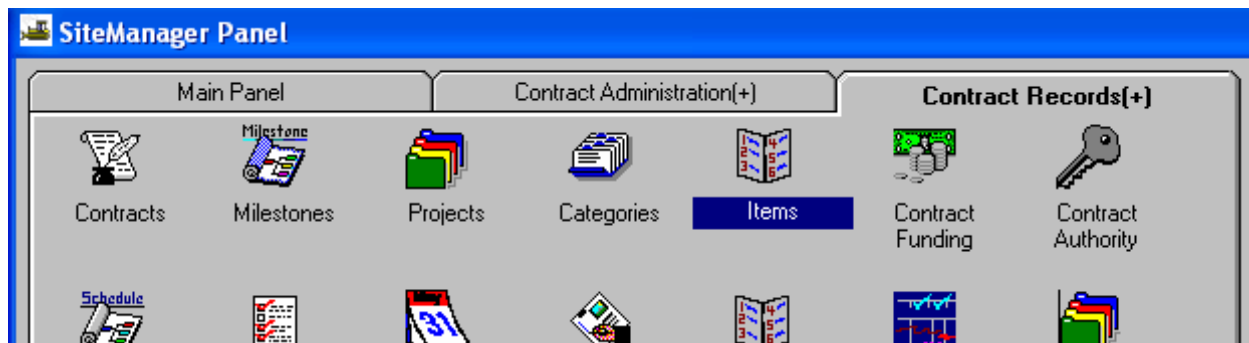 SiteManager Panel
Main Panel
Contract Administration(+)
Contract Records(+)
Milestone
Contracts
Milestones
Projects
Categories
Items
Contract
Funding
Contract
Authority
Schedule
31